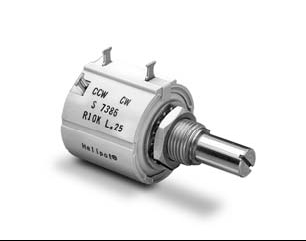 CCW CW
S 7386
R10K L.25
Helipot®